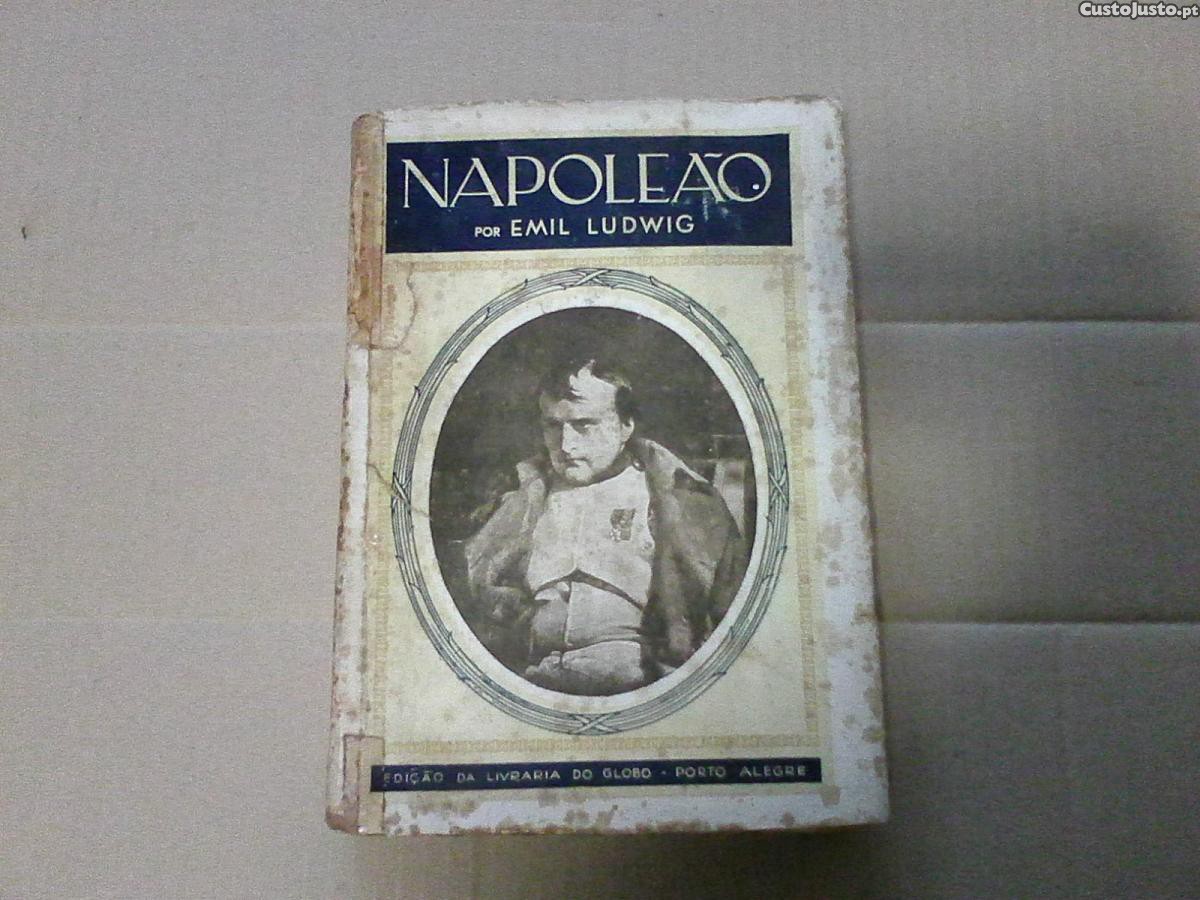 CustoJusto.pt
NAPOLEÃO.
POR EMIL LUDWIG
EDIÇÃO DA LIVRARIA DO GLOBO - PORTO ALEGRE